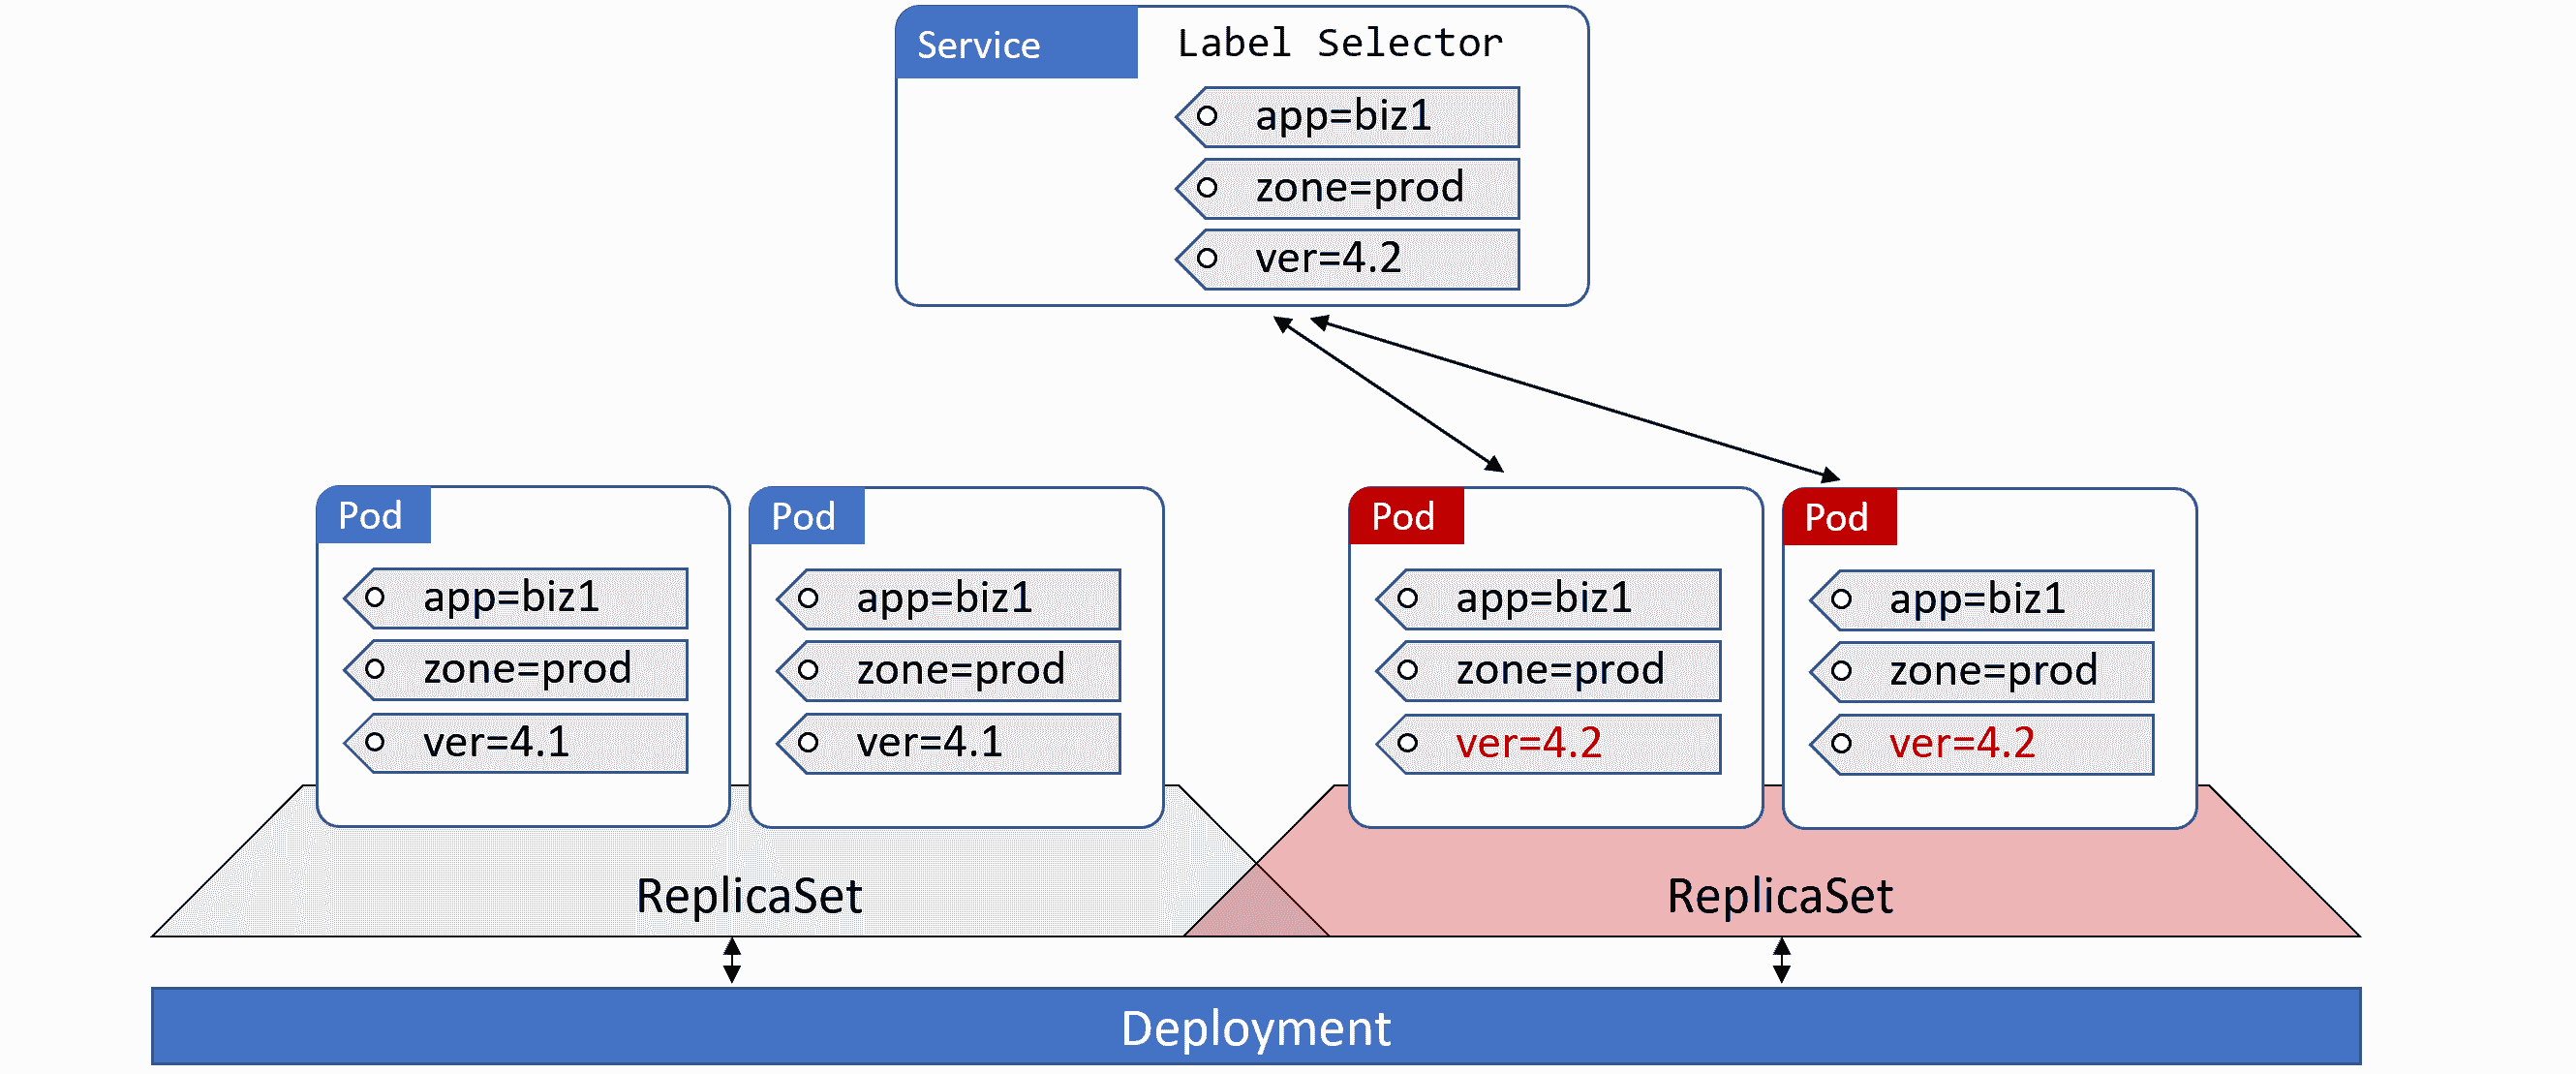 Service
Label Selector
app=biz1
zone=prod
ver=4.2
Pod
app=biz1
zone=prod
ver=4.1
Pod
app=biz1
zone=prod
ver=4.1
Pod
app=biz1
zone=prod
ver=4.2
Pod
app=biz1
zone=prod
ver=4.2
ReplicaSet
ReplicaSet
Deployment